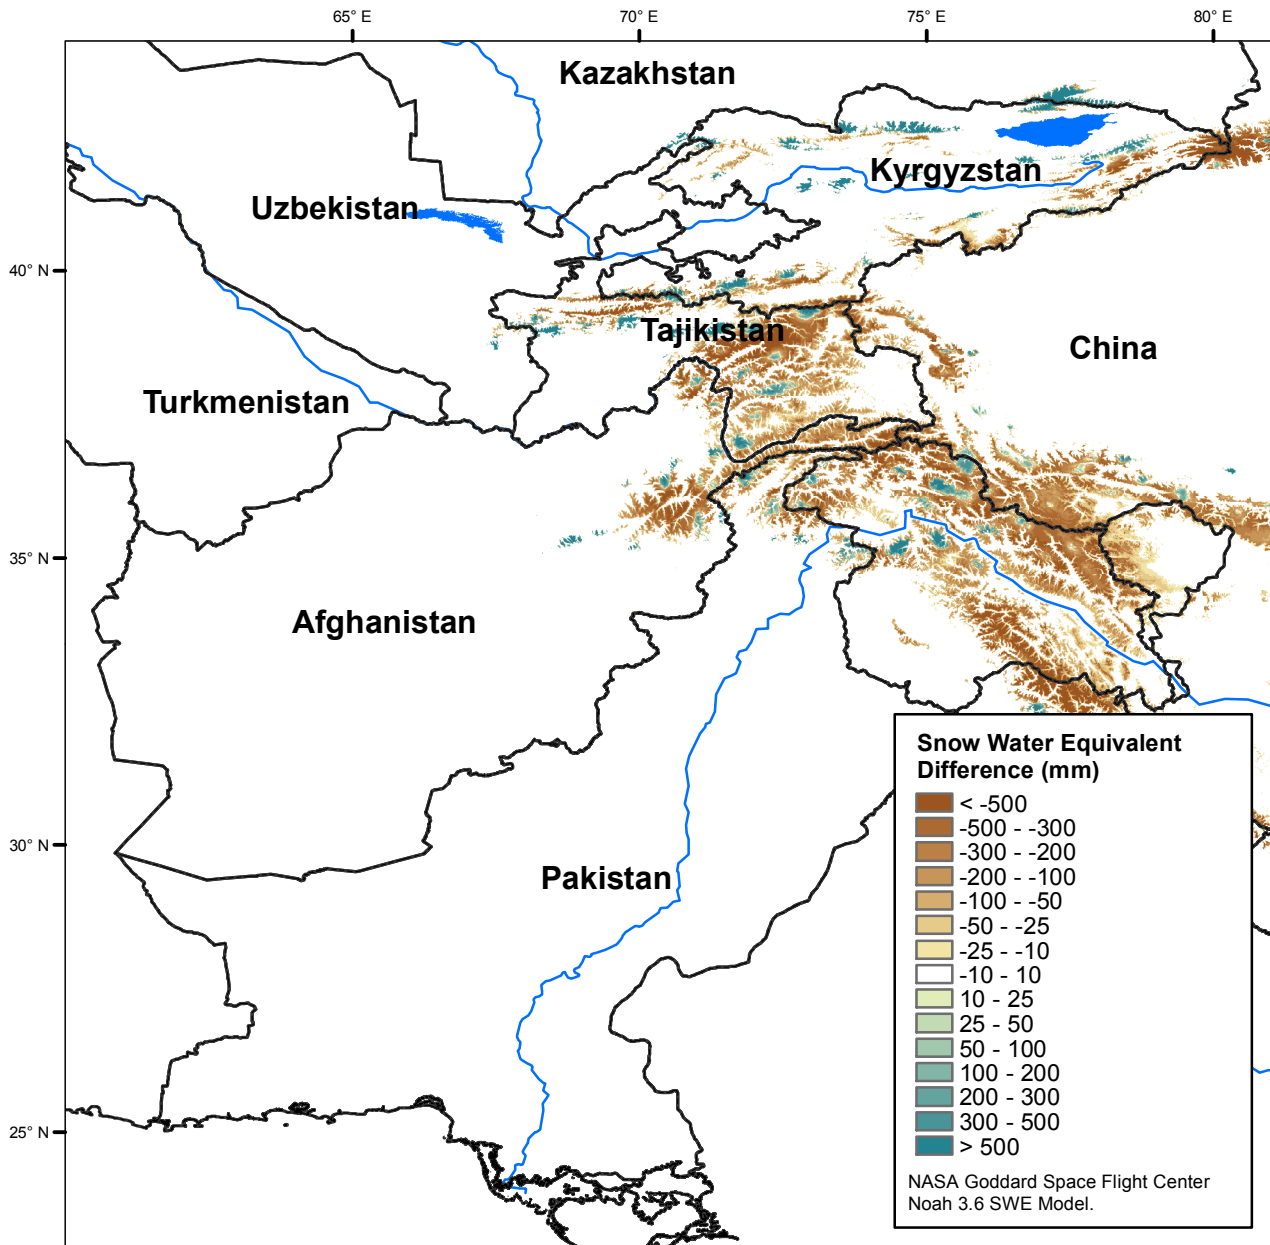 65° E
70° E
75° E
80° E
Kazakhstan
Kyrgyzstan
Uzbekistan
40° N
Tajikistan
China
Turkmenistan
35° N
Afghanistan
30° N
Pakistan
25° N
Snow Water Equivalent
Difference (mm)
< -500
-500 - -300
-300 - -200
-200 - -100
-100 - -50
-50 - -25
-25 - -10
-10 - 10
10 - 25
25 - 50
50 - 100
100 - 200
200 - 300
300 - 500
> 500
NASA Goddard Space Flight Center
Noah 3.6 SWE Model.